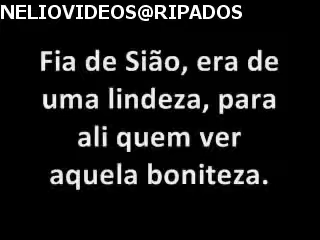 NELIOVIDEOS@RIPADOS
Fia de Sião, era de
uma lindeza, para
ali quem ver
aquela boniteza.